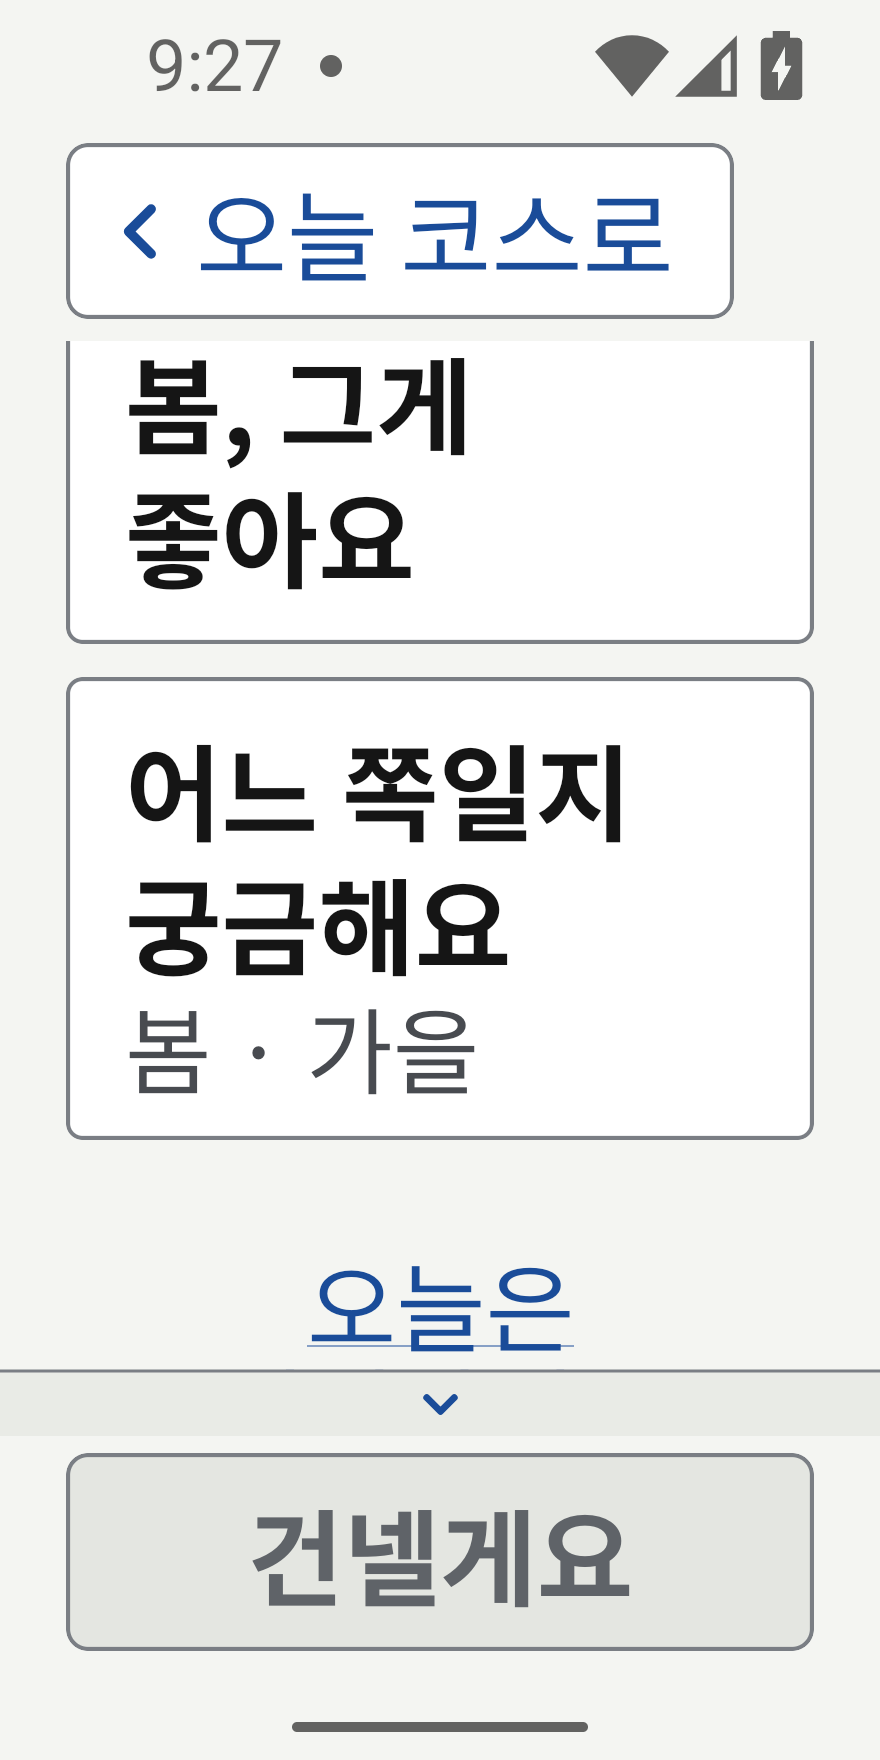 9:27
오늘 코스로
봄, 그게
좋아요
어느 쪽일지
궁금해요
봄 · 가을
오늘은
건넬게요